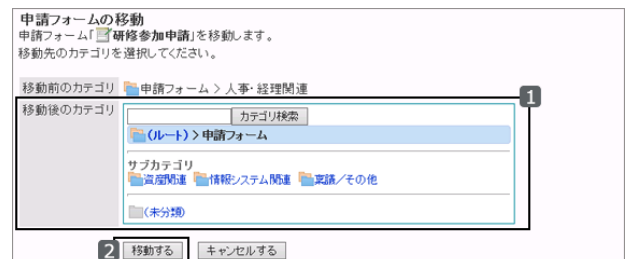 申請フォームの移動
申請フォーム「研修参加申請」を移動します。
移動先のカテゴリを選択してください。
移動前のカテゴリ 申請フォーム > 人事・経理関連
1
移動後のカテゴリ
カテゴリ検索
(ルート) > 申請フォーム
サブカテゴリ
資産関連 情報システム関連 稟議/その他
(未分類)
2 移動する キャンセルする